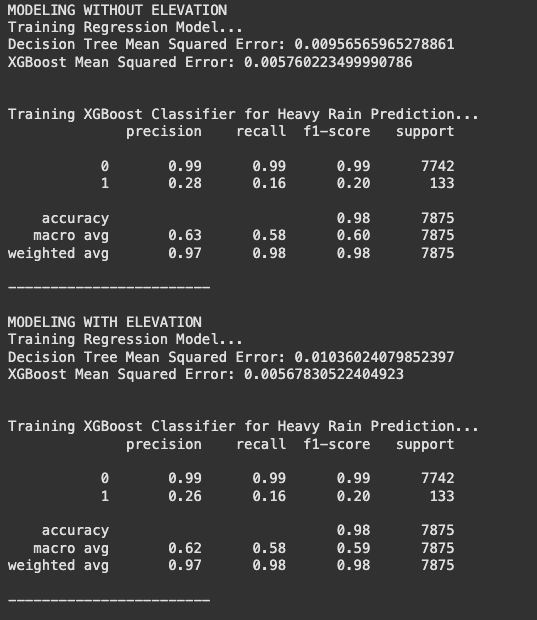 MODELING WITHOUT ELEVATION
Training Regression Model...
Decision Tree Mean Squared Error: 0.00956565965278861
XGBoost Mean Squared Error: 0.005760223499990786
Training XGBoost Classifier for Heavy Rain Prediction...
precision recall f1-score support
0 0.99 0.99 0.99 7742
1 0.28 0.16 0.20 133
accuracy 0.98 7875
macro avg 0.63 0.58 0.60 7875
weighted avg 0.97 0.98 0.98 7875
________________________
MODELING WITH ELEVATION
Training Regression Model...
Decision Tree Mean Squared Error: 0.01036024079852397
XGBoost Mean Squared Error: 0.00567830522404923
Training XGBoost Classifier for Heavy Rain Prediction...
precision recall f1-score support
0 0.99 0.99 0.99 7742
1 0.26 0.16 0.20 133
accuracy 0.98 7875
macro avg 0.62 0.58 0.59 7875
weighted avg 0.97 0.98 0.98 7875
________________________